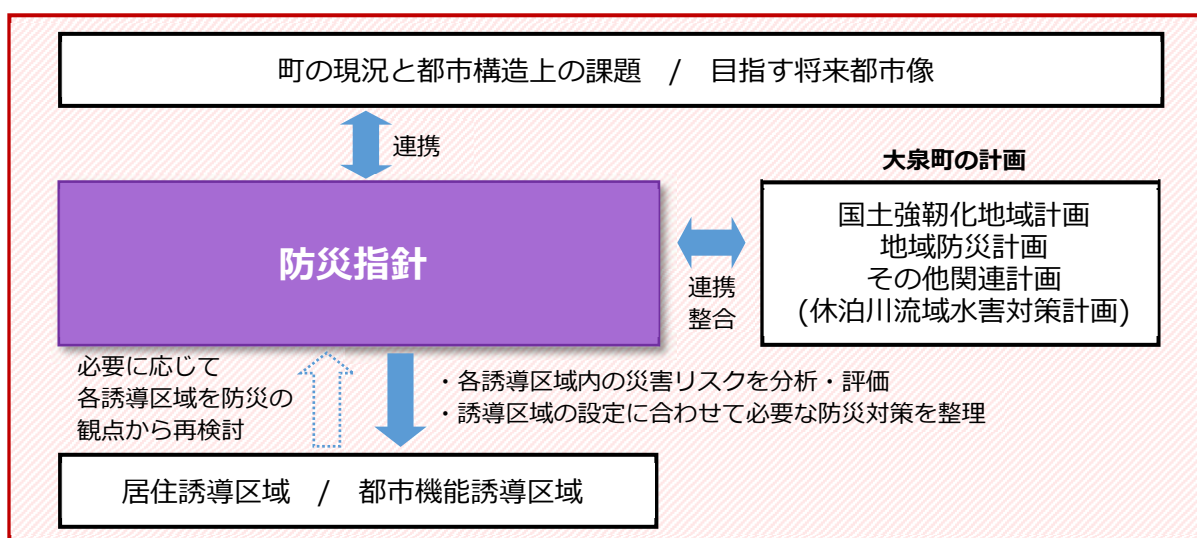 町の現況と都市構造上の課題 / 目指す将来都市像
連携
大泉町の計画
防災指針
連携
整合
国土強靭化地域計画
地域防災計画
その他関連計画
(休泊川流域水害対策計画)
必要に応じて
各誘導区域を防災の
観点から再検討
・各誘導区域内の災害リスクを分析・評価
・誘導区域の設定に合わせて必要な防災対策を整理
居住誘導区域 / 都市機能誘導区域